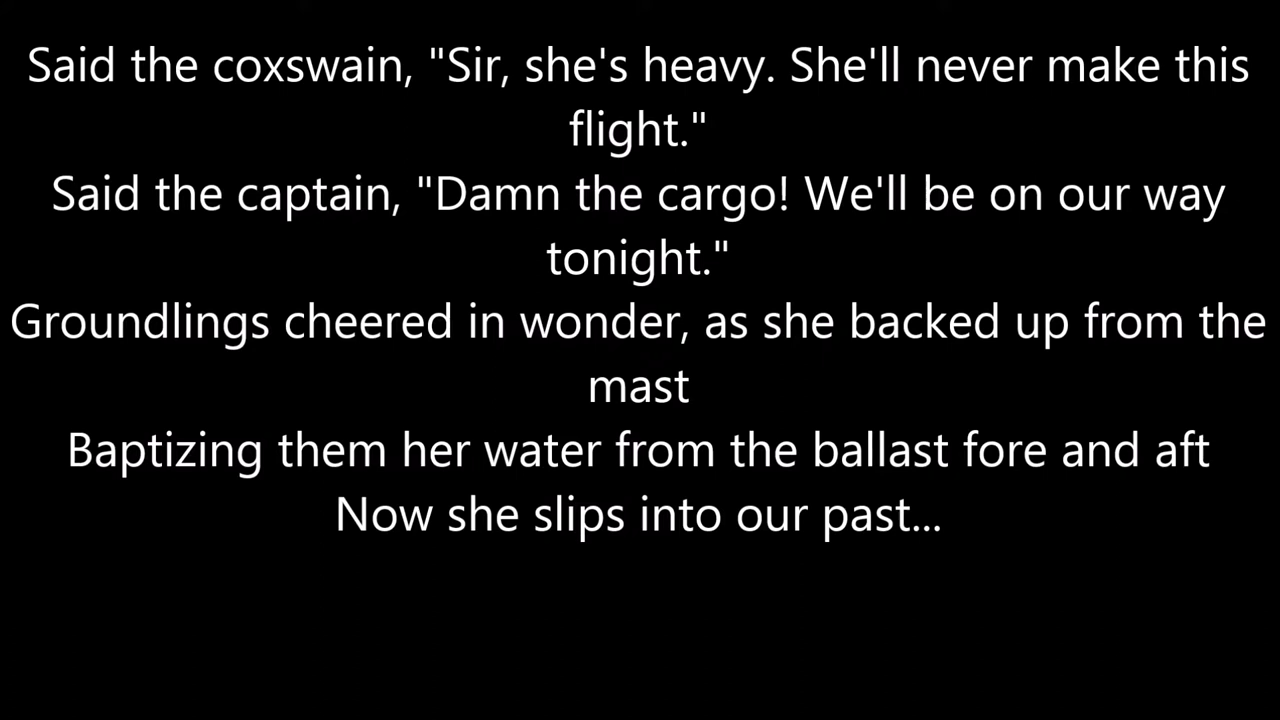 Said the coxswain, "Sir, she's heavy. She'll never make this
flight."
Said the captain, "Damn the cargo! We'll be on our way
tonight."
Groundlings cheered in wonder, as she backed up from the
mast
Baptizing them her water from the ballast fore and aft
Now she slips into our past...